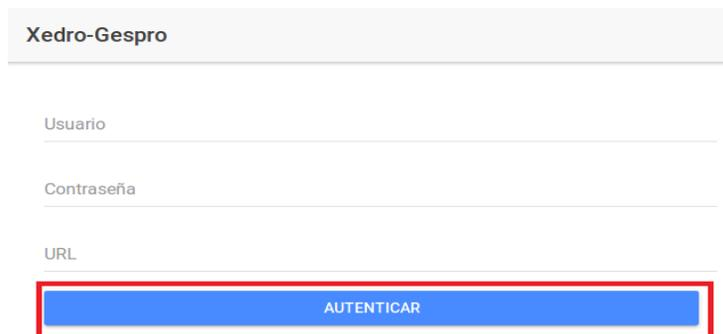 Xedro-Gespro
Usuario
Contraseña
URL
AUTENTICAR